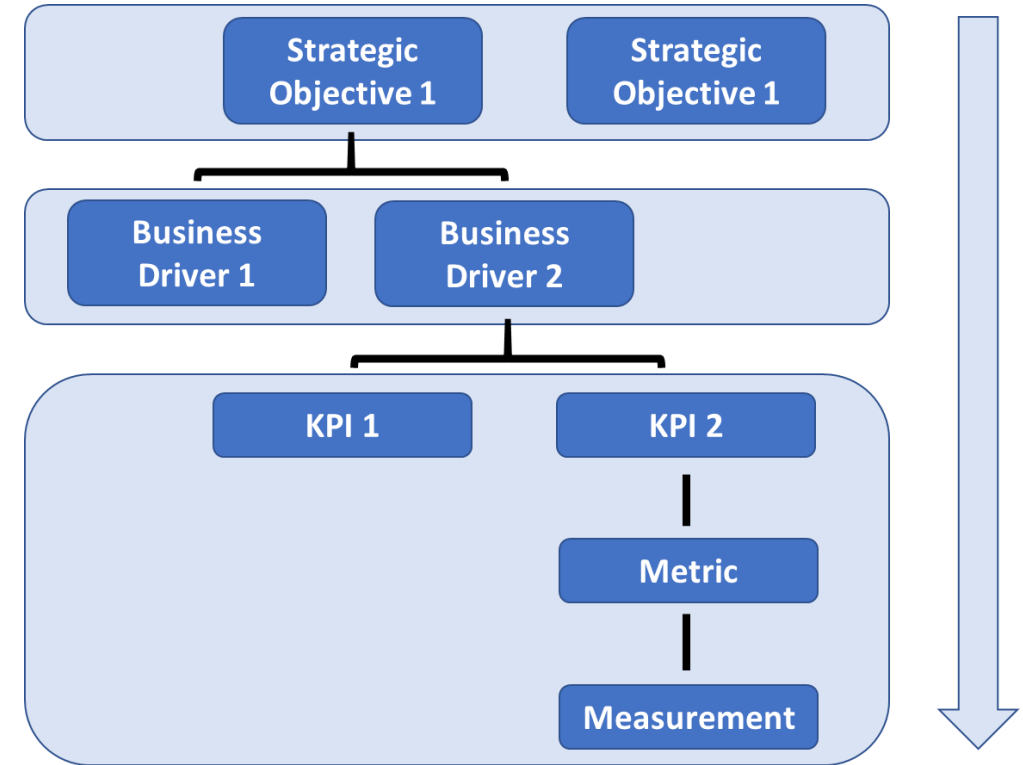 Strategic
Objective 1
Strategic
Objective 1
Business
Driver 1
Business
Driver 2
KPI 1
KPI 2
Metric
Measurement